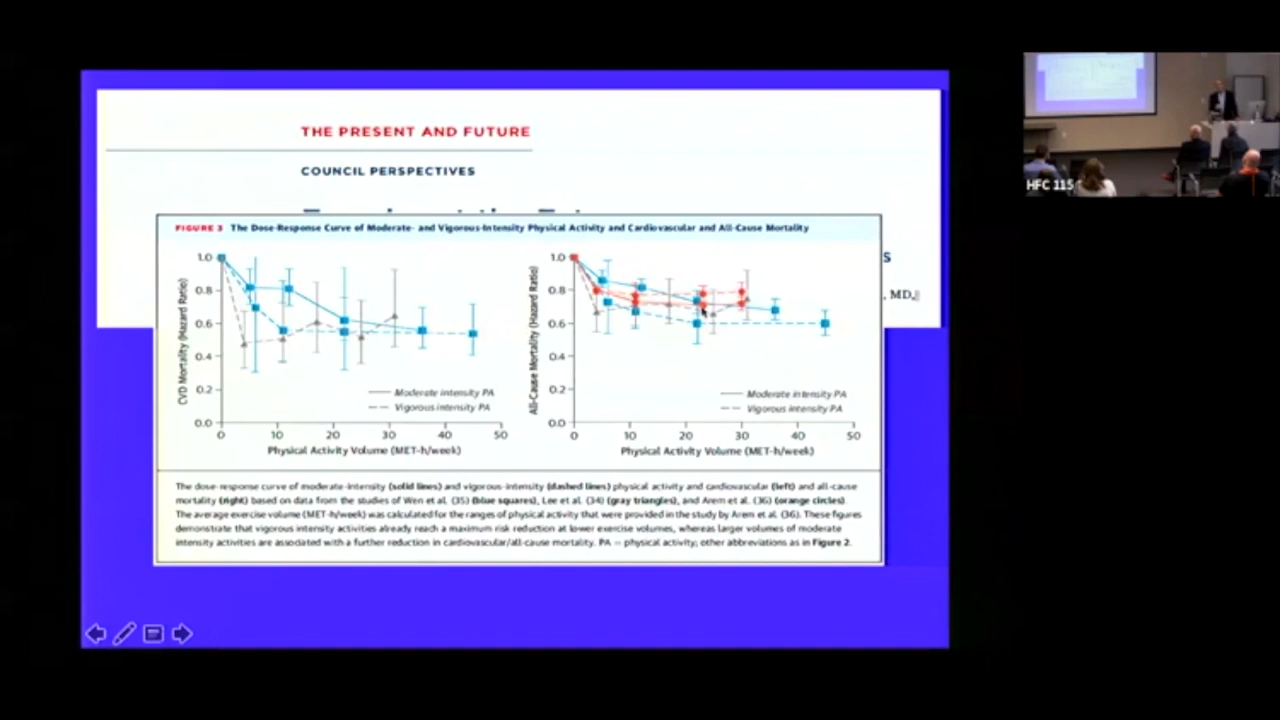 THE PRESENT AND FUTURE
COUNCIL PERSPECTIVES
S
, MD,||
FIGURE 3 The Dose-Response Curve of Moderate- and Vigorous-Intensity Physical Activity and Cardiovascular and All-Cause Mortality
CVD Mortality (Hazard Ratio)
1.0
0.8
0.6
0.4
0.2
0.0
0 10 20 30 40 50
Physical Activity Volume (MET-h/week)
Moderate intensity PA
Vigorous intensity PA
All-Cause Mortality (Hazard Ratio)
1.0
0.8
0.6
0.4
0.2
0.0
0 10 20 30 40 50
Physical Activity Volume (MET-h/week)
Moderate intensity PA
Vigorous intensity PA
The dose-response curve of moderate-intensity (solid lines) and vigorous-intensity (dashed lines) physical activity and cardiovascular (left) and all-cause
mortality (right) based on data from the studies of Wen et al. (35) (blue squares), Lee et al. (34) (gray triangles), and Arem et al. (36) (orange circles).
The average exercise volume (MET-h/week) was calculated for the ranges of physical activity that were provided in the study by Arem et al. (36). These figures
demonstrate that vigorous intensity activities already reach a maximum risk reduction at lower exercise volumes, whereas larger volumes of moderate
intensity activities are associated with a further reduction in cardiovascular/all-cause mortality. PA = physical activity; other abbreviations as in Figure 2.
HFC 115